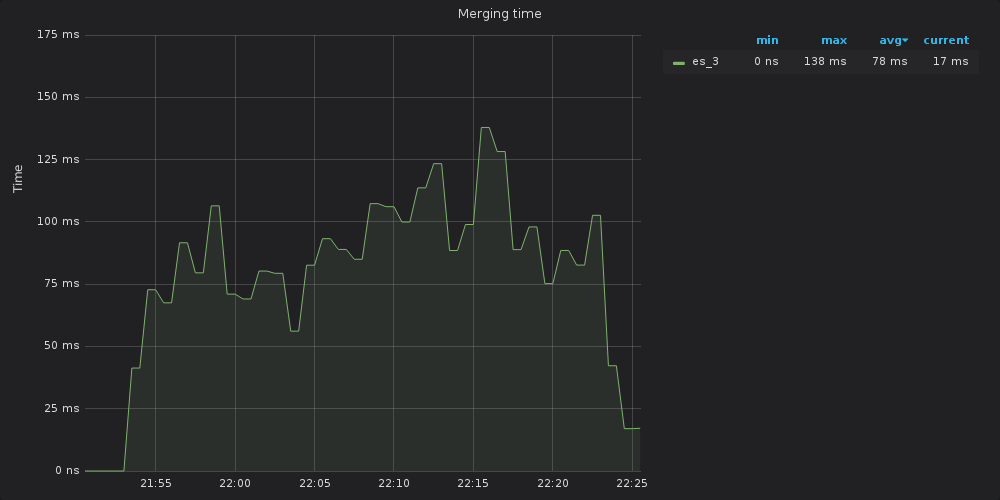 Merging time
175 ms
150 ms
125 ms
100 ms
75 ms
50 ms
25 ms
0 ns
Time
21:55 22:00 22:05 22:10 22:15 22:20 22:25
min max avg current
es_3 0 ns 138 ms 78 ms 17 ms